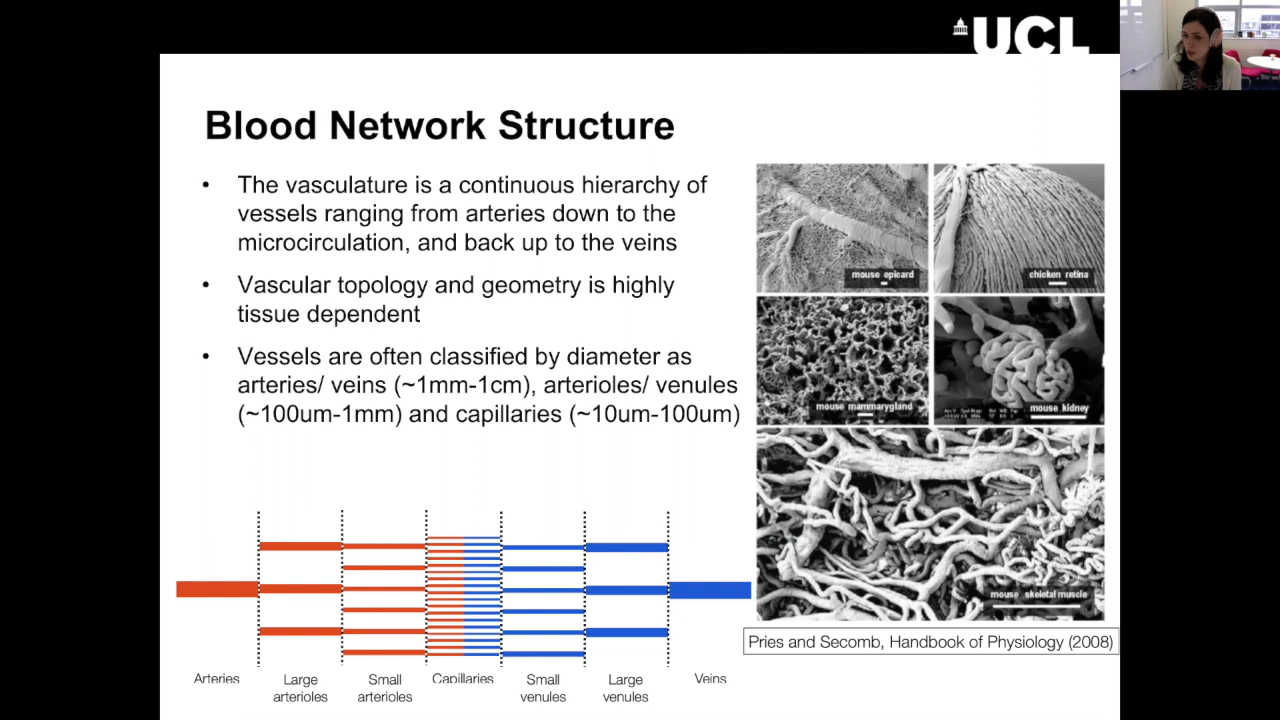 UCL
Blood Network Structure
• The vasculature is a continuous hierarchy of
vessels ranging from arteries down to the
microcirculation, and back up to the veins
• Vascular topology and geometry is highly
tissue dependent
• Vessels are often classified by diameter as
arteries/ veins (~1mm-1cm), arterioles/ venules
(~100um-1mm) and capillaries (~10um-100um)
mouse epicard
chicken retina
mouse mammarygland
mouse kidney
mouse skeletal muscle
Pries and Secomb, Handbook of Physiology (2008)
Arteries
Large
arterioles
Small
arterioles
Capillaries
Small
venules
Large
venules
Veins